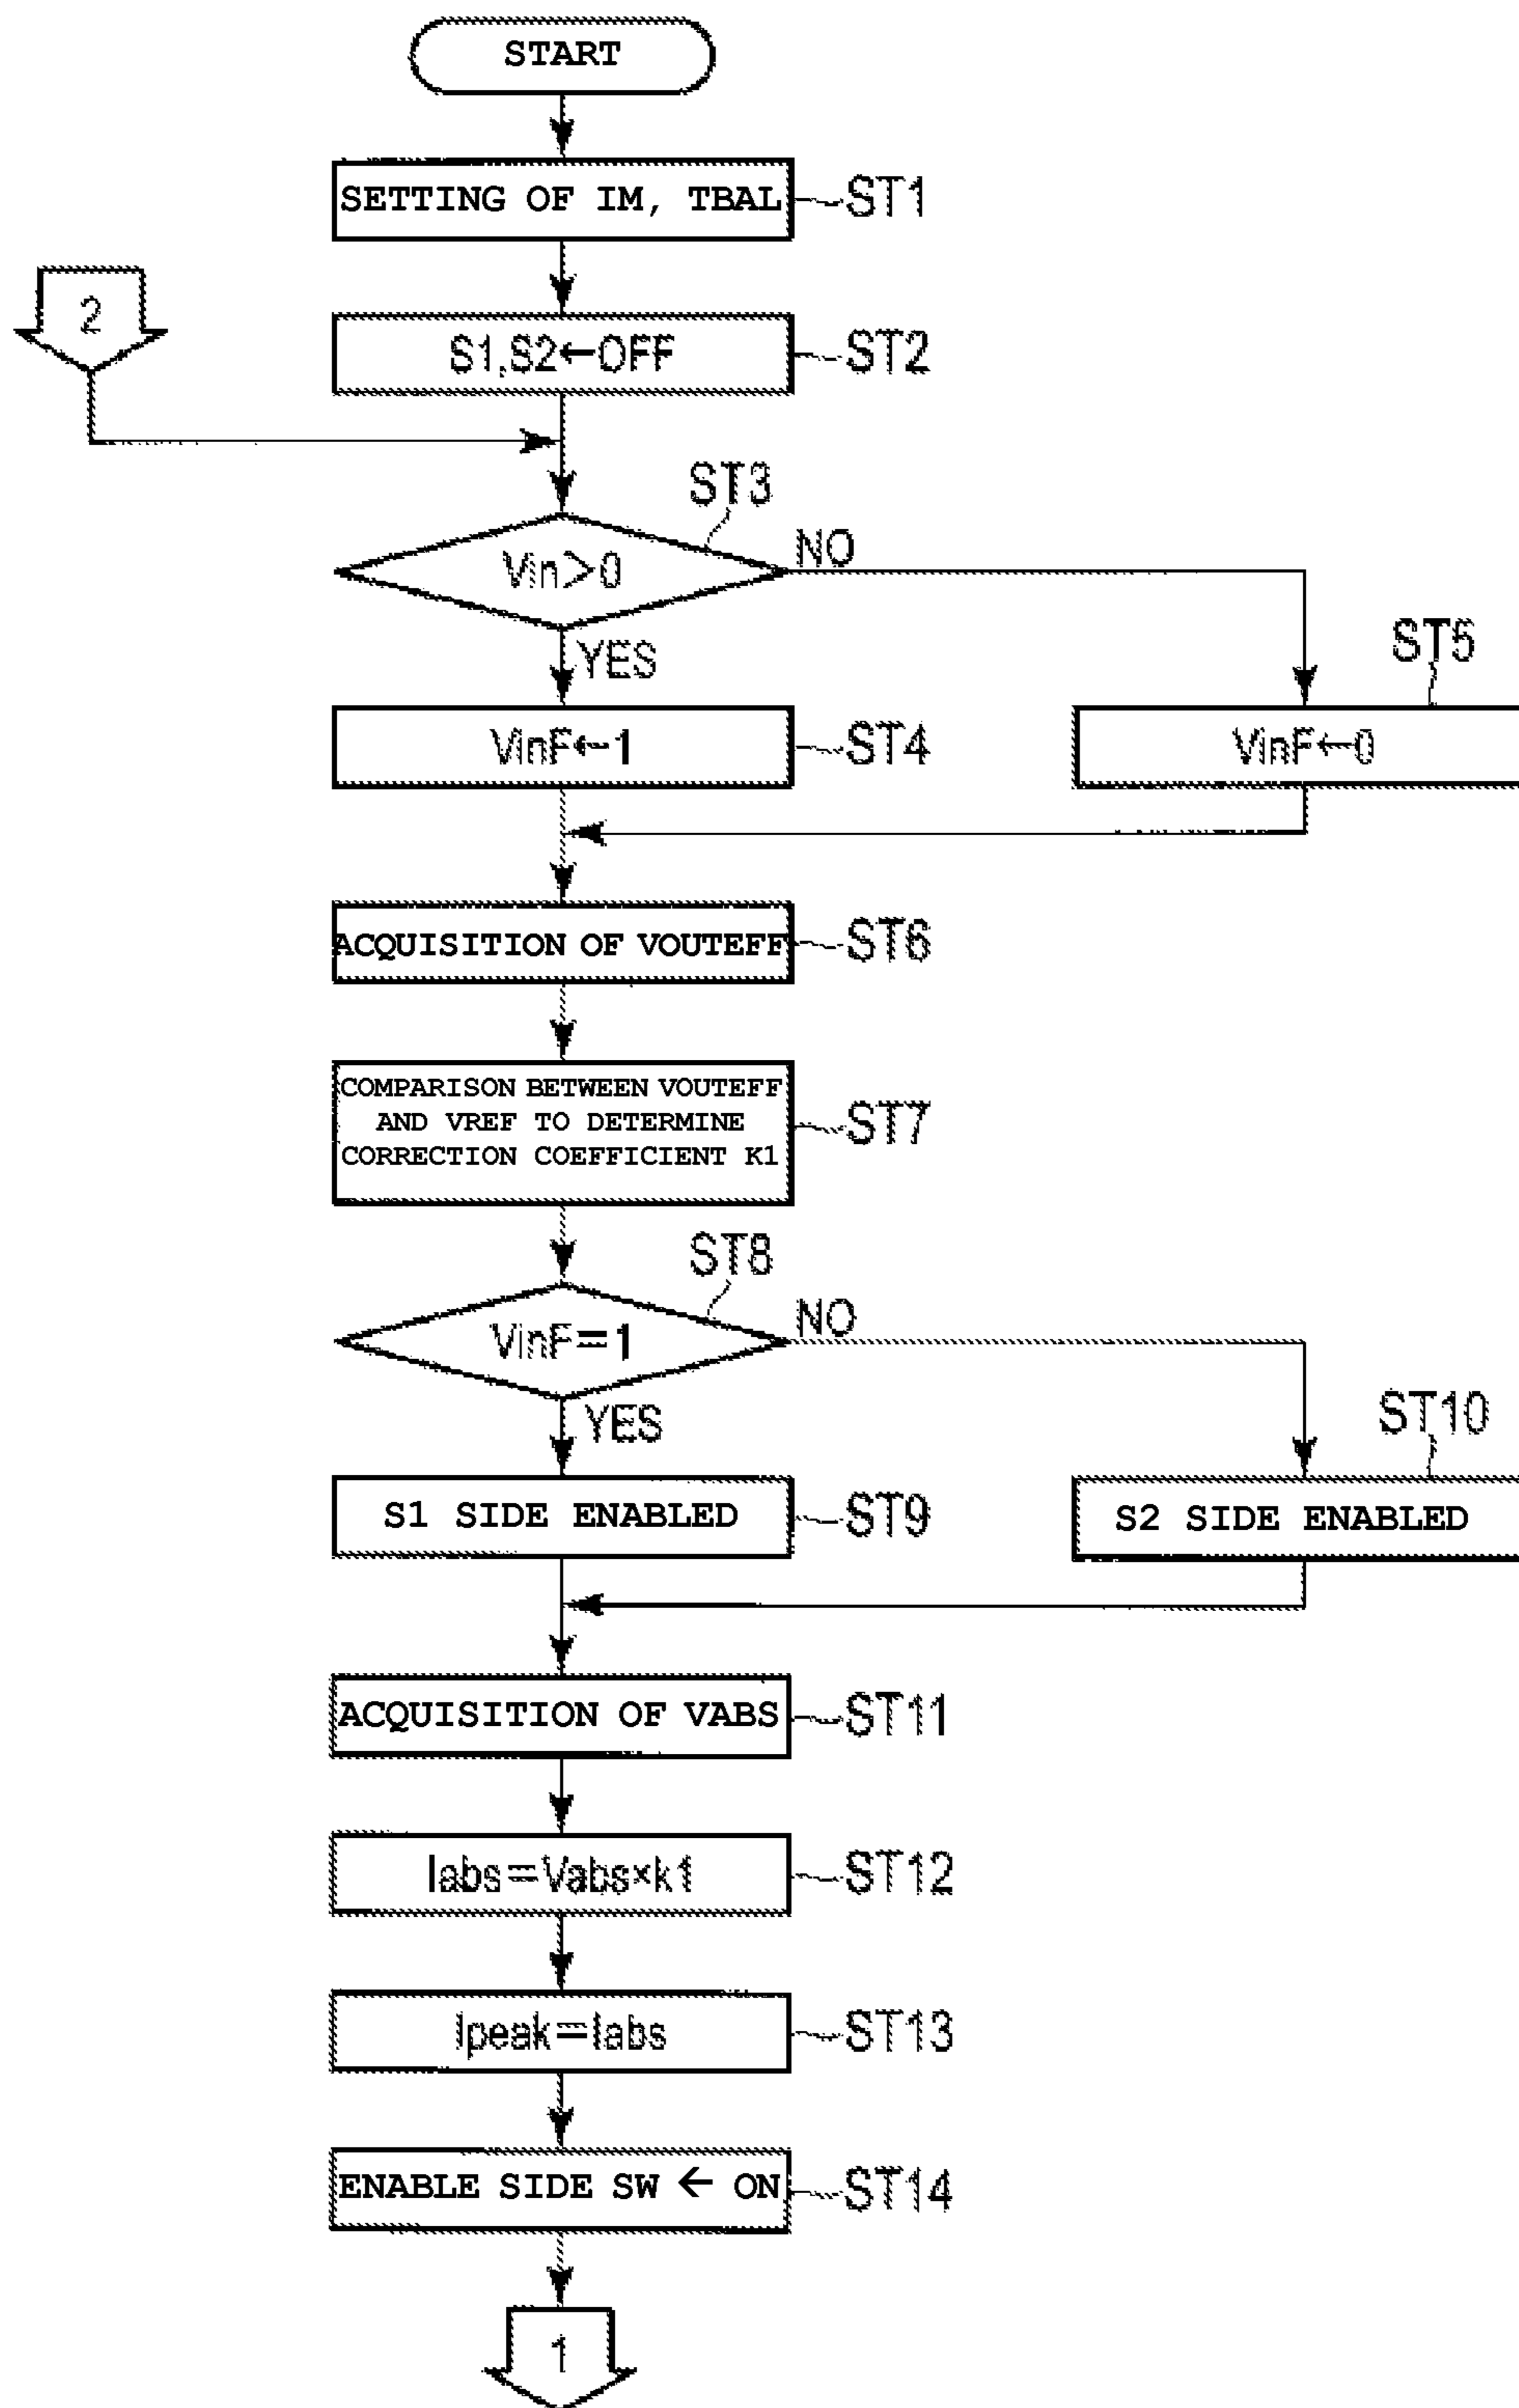 START
SETTING OF IM, TBAL
ST1
2
S1,S2←OFF
ST2
ST3
Vin>0
NO
YES
ST5
VinF←1
ST4
VinF←0
ACQUISITION OF VOUTEFF
ST6
COMPARISON BETWEEN VOUTEFF
AND VREF TO DETERMINE
CORRECTION COEFFICIENT K1
ST7
ST8
VinF=1
NO
YES
ST10
S1 SIDE ENABLED
ST9
S2 SIDE ENABLED
ACQUISITION OF VABS
ST11
Iabs=Vabs×k1
ST12
Ipeak=Iabs
ST13
ENABLE SIDE SW ← ON
ST14
1